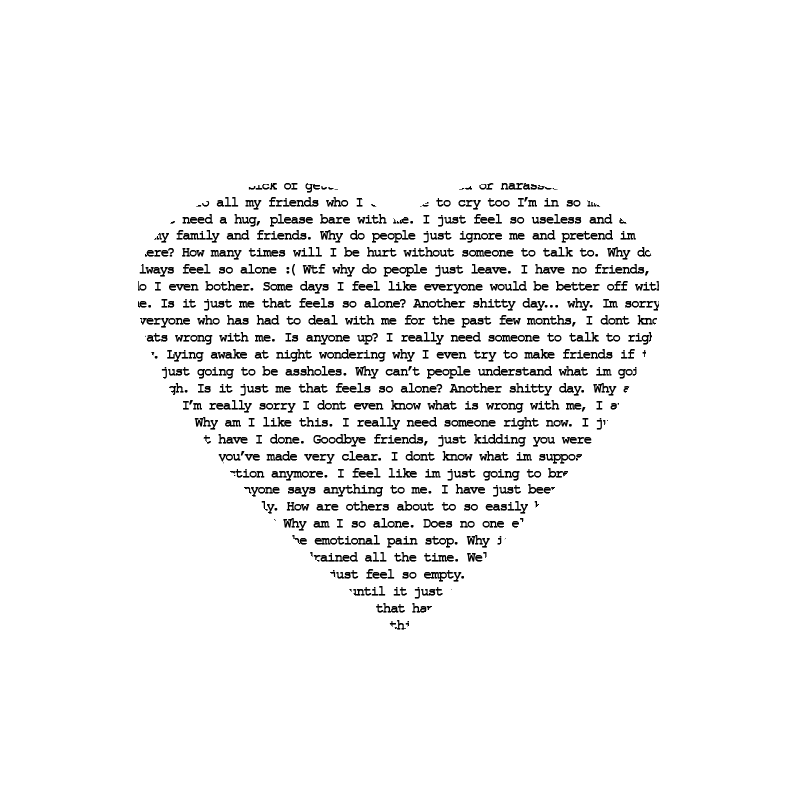 or
or
all my friends who I to cry too I'm in so
need a hug, please bare with me. I just feel so useless and
my family and friends. Why do people just ignore me and pretend im
How many times will I be hurt without someone to talk to. Why
always feel so alone :( Wtf why do people just leave. I have no friends,
I even bother. Some days I feel like everyone would be better off with
Is it just me that feels so alone? Another shitty day... why. Im sorry
everyone who has had to deal with me for the past few months, I dont
wrong with me. Is anyone up? I really need someone to talk to
Lying awake at night wondering why I even try to make friends if
just going to be assholes. Why can't people understand what im
Is it just me that feels so alone? Another shitty day. Why
I'm really sorry I dont even know what is wrong with me, I
Why am I like this. I really need someone right now. I
have I done. Goodbye friends, just kidding you were
you've made very clear. I dont know what im
anymore. I feel like im just going to
anyone says anything to me. I have just been
How are others about to so easily
Why am I so alone. Does no one
emotional pain stop. Why
all the time.
just feel so empty.
until it just
that